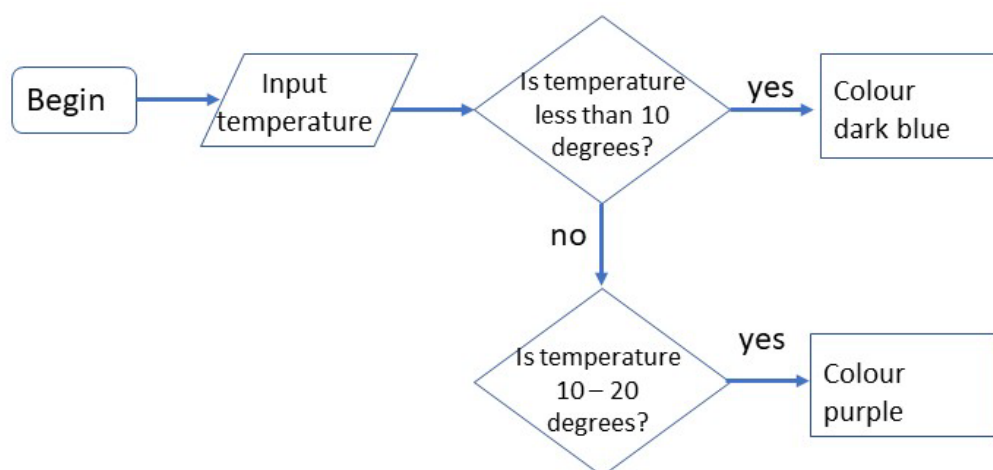 Begin
Input
temperature
Is temperature
less than 10
degrees?
yes
Colour
dark blue
no
Is temperature
10 – 20
degrees?
yes
Colour
purple